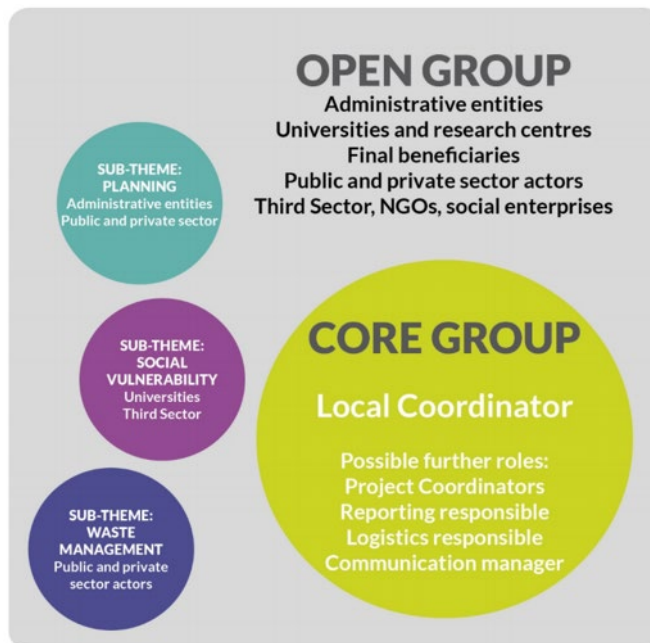 OPEN GROUP
Administrative entities
Universities and research centres
Final beneficiaries
Public and private sector actors
Third Sector, NGOs, social enterprises
SUB-THEME:
PLANNING
Administrative entities
Public and private sector
SUB-THEME:
SOCIAL
VULNERABILITY
Universities
Third Sector
SUB-THEME:
WASTE
MANAGEMENT
Public and private
sector actors
CORE GROUP
Local Coordinator
Possible further roles:
Project Coordinators
Reporting responsible
Logistics responsible
Communication manager